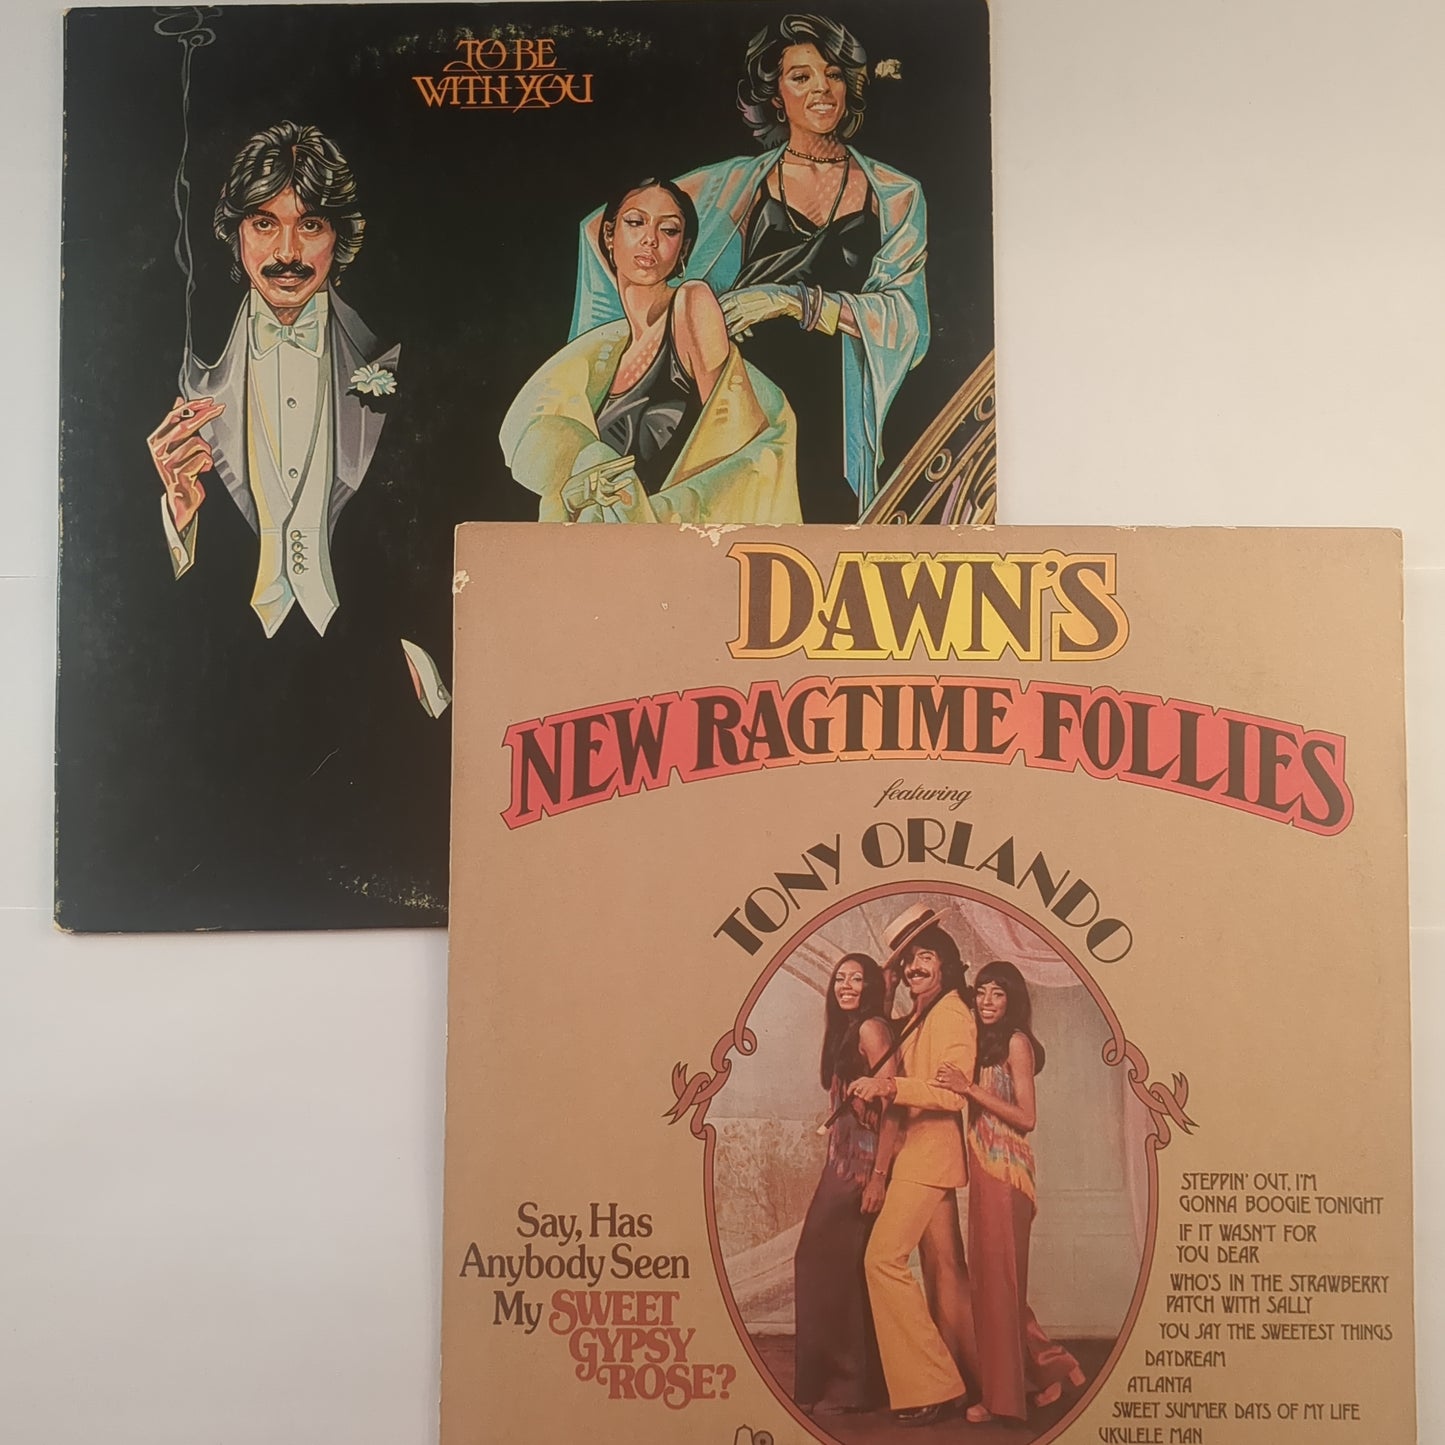 TO BE
WITH YOU
DAWN'S
NEW RAGTIME FOLLIES
featuring
TONY ORLANDO
Say, Has
Anybody Seen
My SWEET
GYPSY
ROSE?
STEPPIN' OUT, I'M
GONNA BOOGIE TONIGHT
IF IT WASN'T FOR
YOU DEAR
WHO'S IN THE STRAWBERRY
PATCH WITH SALLY
YOU SAY THE SWEETEST THINGS
DAYDREAM
ATLANTA
SWEET SUMMER DAYS OF MY LIFE
UKULELE MAN